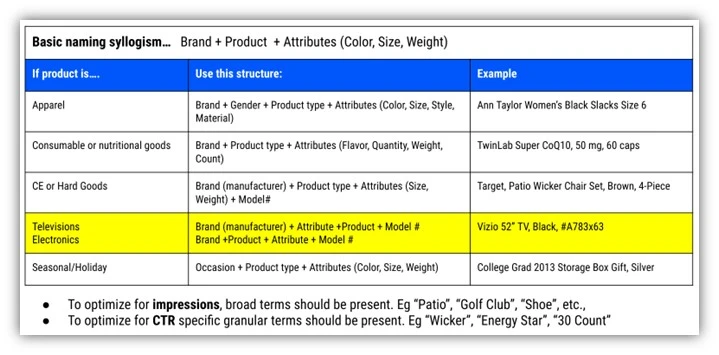 Basic naming syllogism… Brand + Product + Attributes (Color, Size, Weight)
If product is…. Use this structure: Example
Apparel Brand + Gender + Product type + Attributes (Color, Size, Style, Material) Ann Taylor Women’s Black Slacks Size 6
Consumable or nutritional goods Brand + Product type + Attributes (Flavor, Quantity, Weight, Count) TwinLab Super CoQ10, 50 mg, 60 caps
CE or Hard Goods Brand (manufacturer) + Product type + Attributes (Size, Weight) + Model# Target, Patio Wicker Chair Set, Brown, 4-Piece
Televisions Brand (manufacturer) + Attribute +Product + Model # Vizio 52” TV, Black, #A783x63
Electronics Brand +Product + Attribute + Model #
Seasonal/Holiday Occasion + Product type + Attributes (Color, Size, Weight) College Grad 2013 Storage Box Gift, Silver
● To optimize for impressions, broad terms should be present. Eg “Patio”, “Golf Club”, “Shoe”, etc.,
● To optimize for CTR specific granular terms should be present. Eg “Wicker”, “Energy Star”, “30 Count”